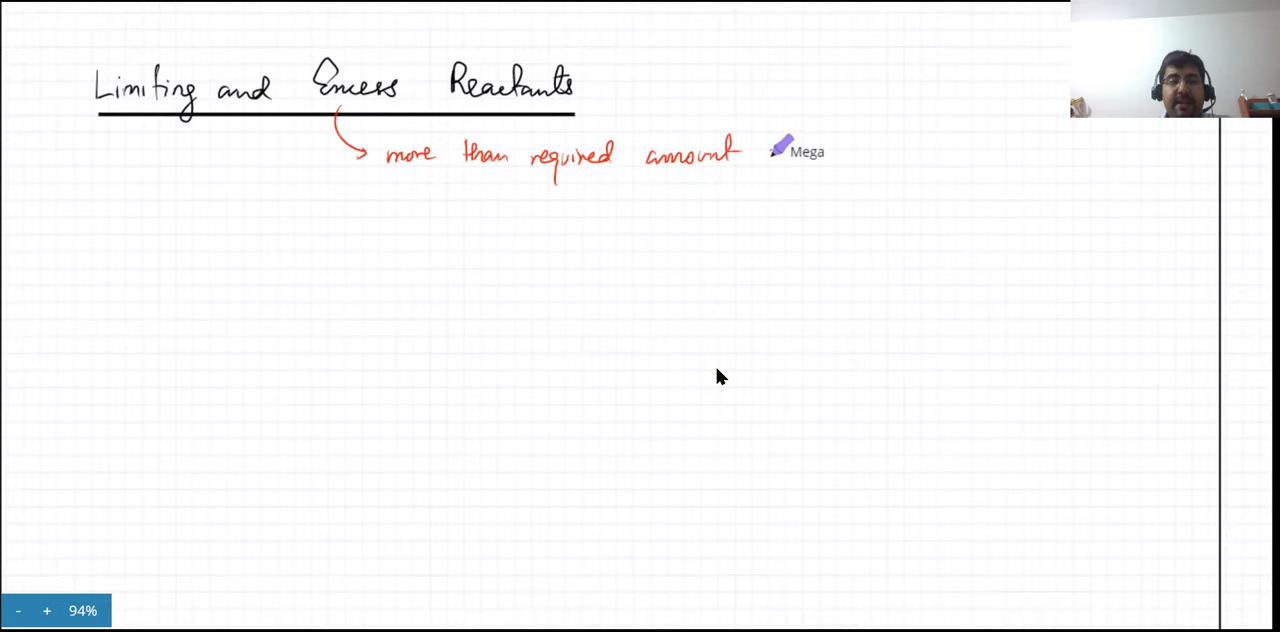 Limiting and Excess Reactants
more than required amount
Mega
- + 94%